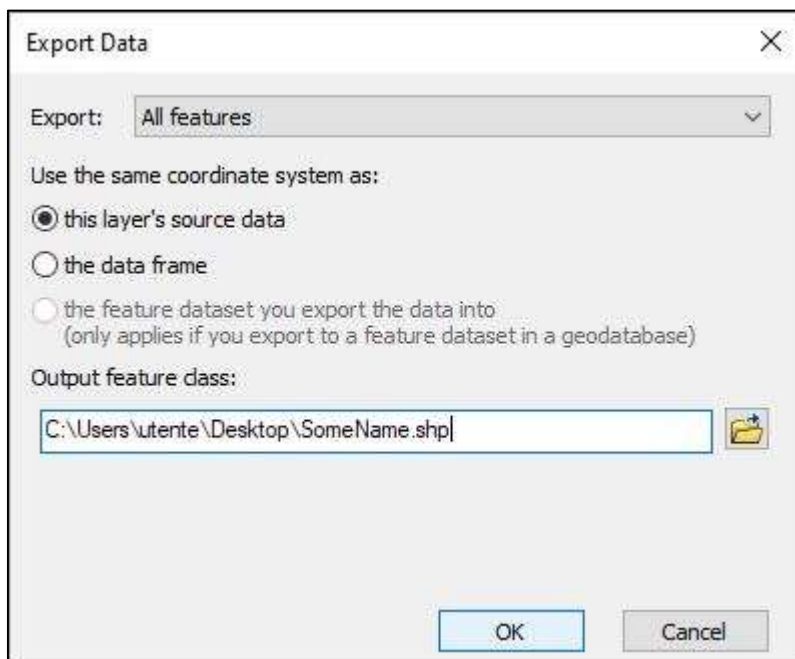 Export Data
Export: All features
Use the same coordinate system as:
this layer's source data
the data frame
the feature dataset you export the data into
(only applies if you export to a feature dataset in a geodatabase)
Output feature class:
C:\Users\utente\Desktop\SomeName.shp
OK Cancel